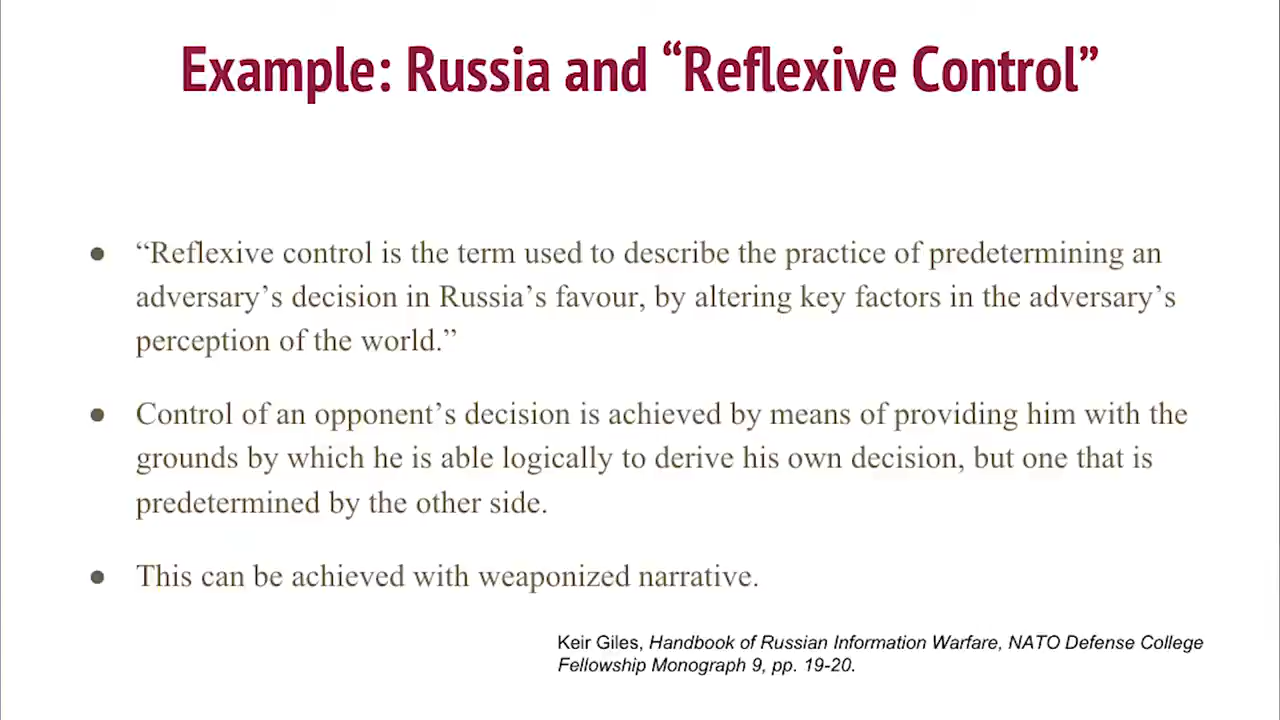 Example: Russia and “Reflexive Control”
● “Reflexive control is the term used to describe the practice of predetermining an
adversary’s decision in Russia’s favour, by altering key factors in the adversary’s
perception of the world.”
● Control of an opponent’s decision is achieved by means of providing him with the
grounds by which he is able logically to derive his own decision, but one that is
predetermined by the other side.
● This can be achieved with weaponized narrative.
Keir Giles, Handbook of Russian Information Warfare, NATO Defense College
Fellowship Monograph 9, pp. 19-20.